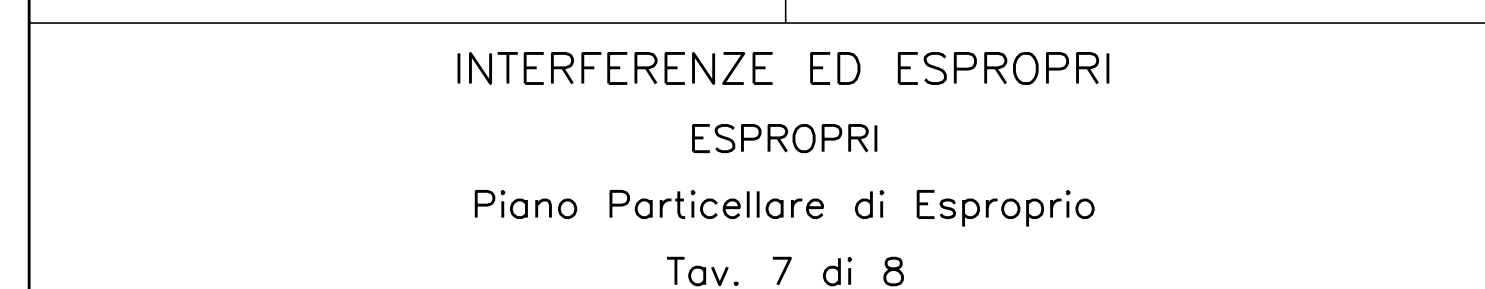 INTERFERENZE ED ESPROPRI
ESPROPRI
Piano Particellare di Esproprio
Tav. 7 di 8